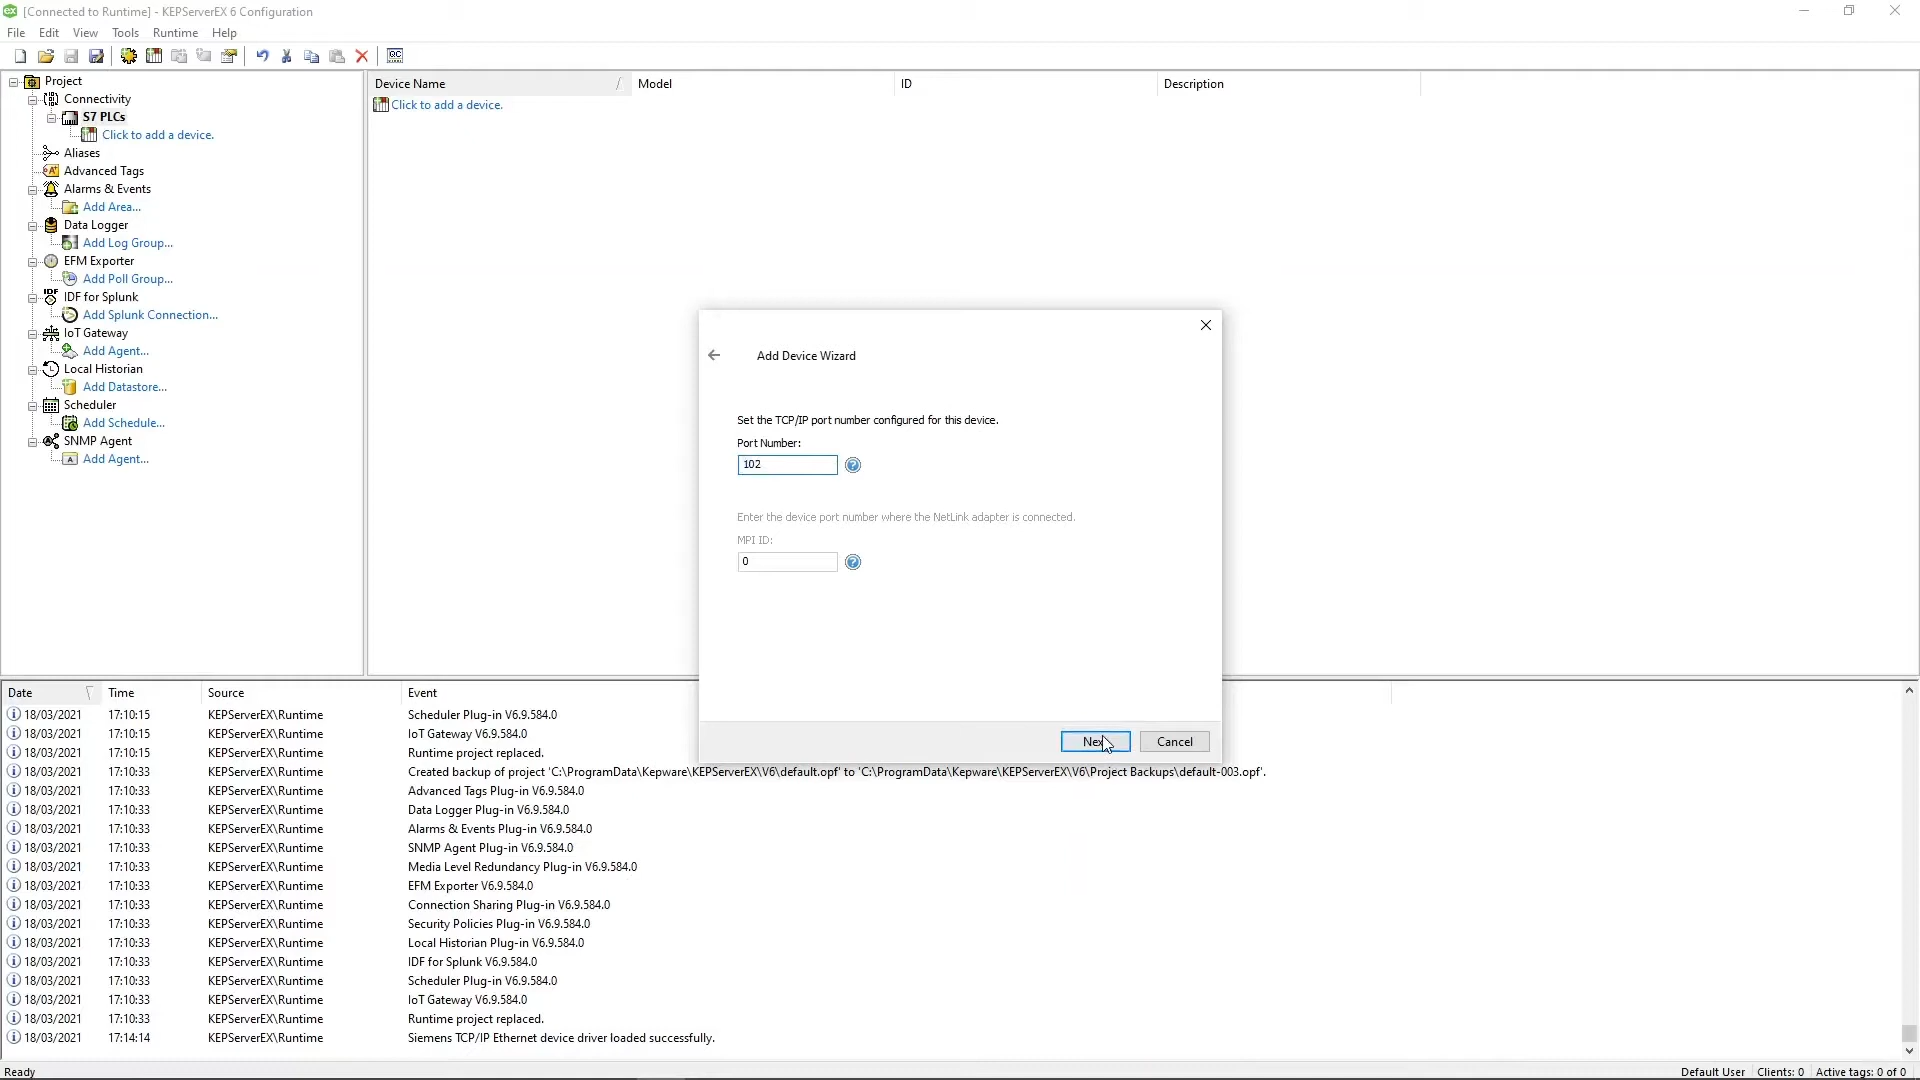 [Connected to Runtime] - KEPServerEX 6 Configuration
File Edit View Tools Runtime Help
Project
Connectivity
S7 PLCs
Click to add a device.
Aliases
Advanced Tags
Alarms & Events
Add Area...
Data Logger
Add Log Group...
EFM Exporter
Add Poll Group...
IDF for Splunk
Add Splunk Connection...
IoT Gateway
Add Agent...
Local Historian
Add Datastore...
Scheduler
Add Schedule...
SNMP Agent
Add Agent...
Device Name Model ID Description
Click to add a device.
Add Device Wizard
Set the TCP/IP port number configured for this device.
Port Number:
102
Enter the device port number where the NetLink adapter is connected.
MPI ID:
0
Next Cancel
Date Time Source Event
18/03/2021 17:10:15 KEPServerEX\Runtime Scheduler Plug-in V6.9.584.0
18/03/2021 17:10:15 KEPServerEX\Runtime IoT Gateway V6.9.584.0
18/03/2021 17:10:15 KEPServerEX\Runtime Runtime project replaced.
18/03/2021 17:10:33 KEPServerEX\Runtime Created backup of project 'C:\ProgramData\Kepware\KEPServerEX\V6\default.opf' to 'C:\ProgramData\Kepware\KEPServerEX\V6\Project Backups\default-003.opf'.
18/03/2021 17:10:33 KEPServerEX\Runtime Advanced Tags Plug-in V6.9.584.0
18/03/2021 17:10:33 KEPServerEX\Runtime Data Logger Plug-in V6.9.584.0
18/03/2021 17:10:33 KEPServerEX\Runtime Alarms & Events Plug-in V6.9.584.0
18/03/2021 17:10:33 KEPServerEX\Runtime SNMP Agent Plug-in V6.9.584.0
18/03/2021 17:10:33 KEPServerEX\Runtime Media Level Redundancy Plug-in V6.9.584.0
18/03/2021 17:10:33 KEPServerEX\Runtime EFM Exporter V6.9.584.0
18/03/2021 17:10:33 KEPServerEX\Runtime Connection Sharing Plug-in V6.9.584.0
18/03/2021 17:10:33 KEPServerEX\Runtime Security Policies Plug-in V6.9.584.0
18/03/2021 17:10:33 KEPServerEX\Runtime Local Historian Plug-in V6.9.584.0
18/03/2021 17:10:33 KEPServerEX\Runtime IDF for Splunk V6.9.584.0
18/03/2021 17:10:33 KEPServerEX\Runtime Scheduler Plug-in V6.9.584.0
18/03/2021 17:10:33 KEPServerEX\Runtime IoT Gateway V6.9.584.0
18/03/2021 17:10:33 KEPServerEX\Runtime Runtime project replaced.
18/03/2021 17:14:14 KEPServerEX\Runtime Siemens TCP/IP Ethernet device driver loaded successfully.
Ready Default User Clients: 0 Active tags: 0 of 0